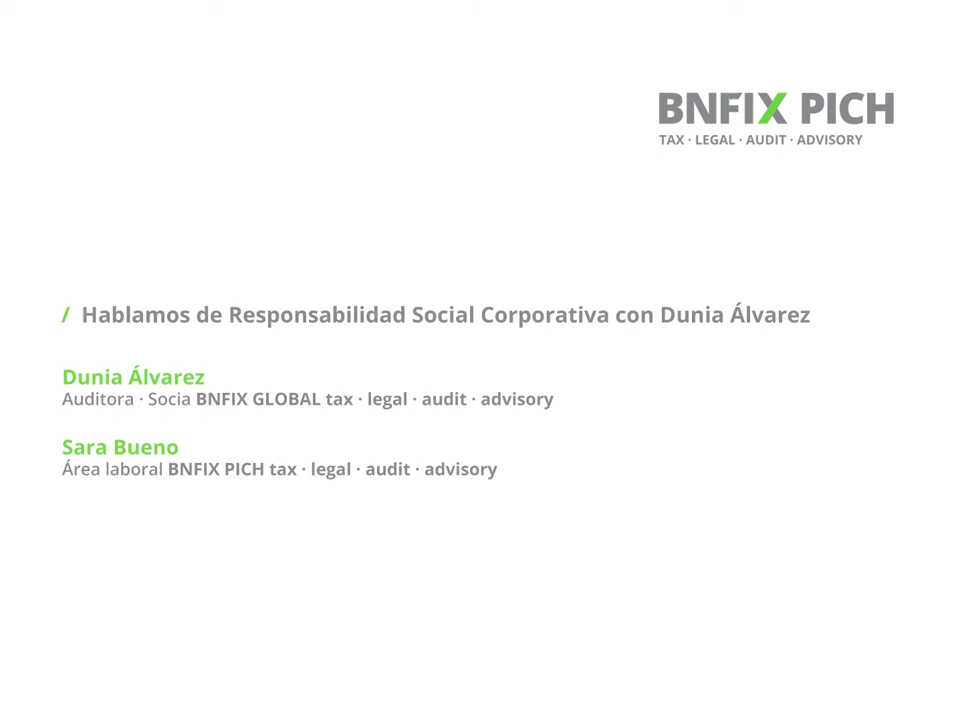 BNFIX PICH
TAX · LEGAL · AUDIT · ADVISORY
/ Hablamos de Responsabilidad Social Corporativa con Dunia Álvarez
Dunia Álvarez
Auditora · Socia BNFIX GLOBAL tax · legal · audit · advisory
Sara Bueno
Área laboral BNFIX PICH tax · legal · audit · advisory